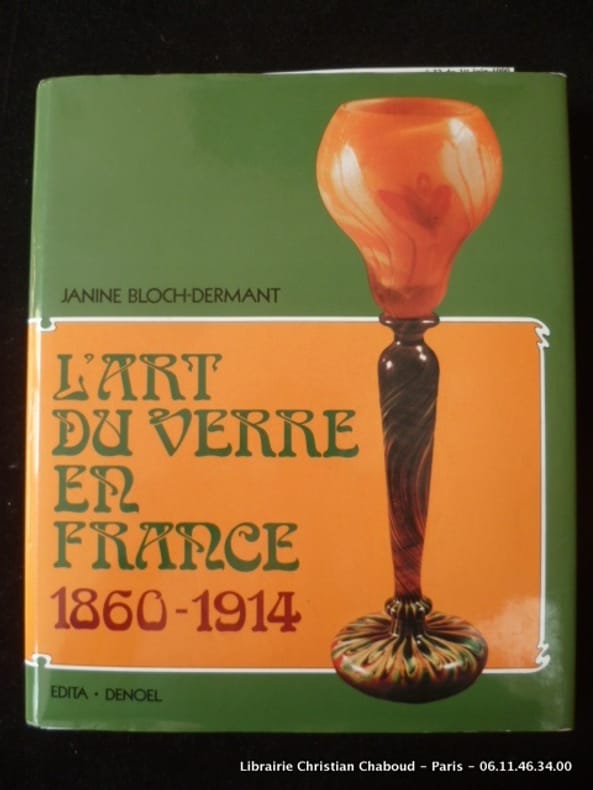 JANINE BLOCH-DERMANT
L'ART
DU VERRE
EN
FRANCE
1860-1914
EDITA • DENOEL
Librairie Christian Chaboud - Paris - 06.11.46.34.00